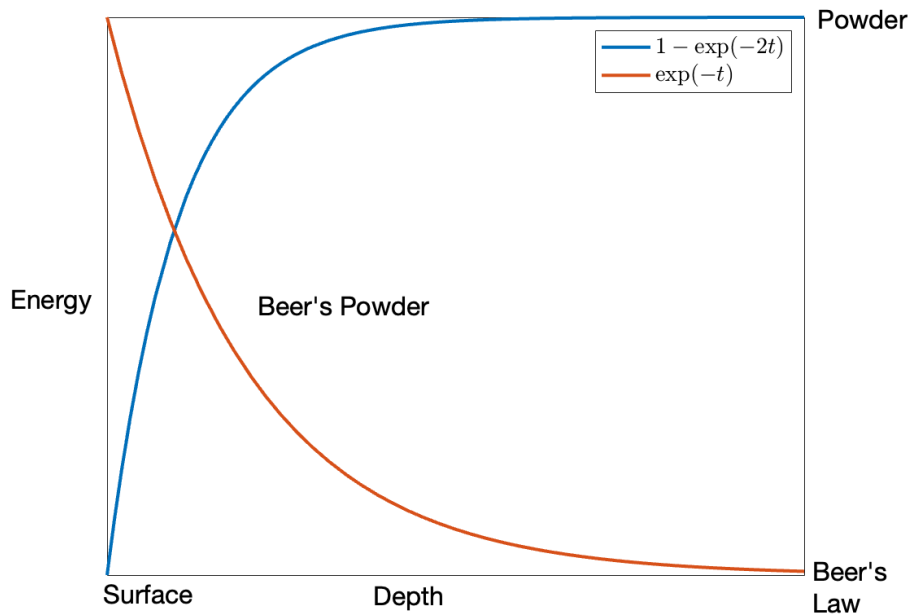 Powder
1 − exp(−2t)
exp(−t)
Energy
Beer's Powder
Surface
Depth
Beer's
Law